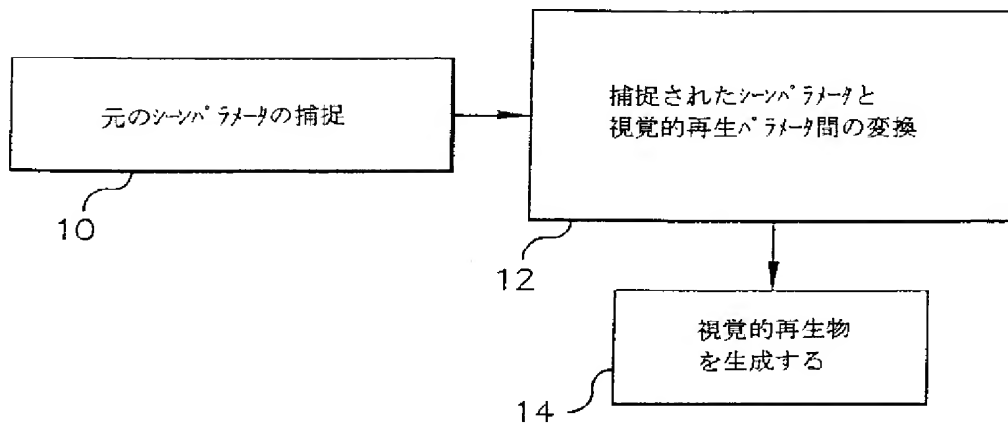 元のｼｰﾝﾊﾟﾗﾒｰﾀの捕捉
10
捕捉されたｼｰﾝﾊﾟﾗﾒｰﾀと
視覚的再生ﾊﾟﾗﾒｰﾀ間の変換
12
視覚的再生物
を生成する
14